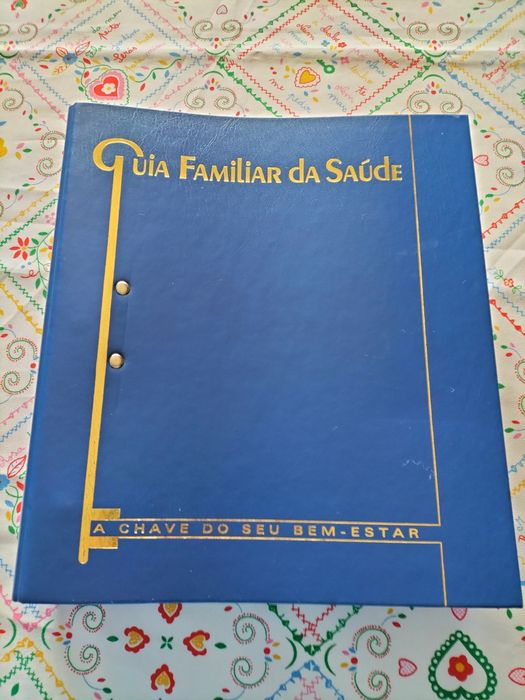 Guia Familiar da Saúde
A CHAVE DO SEU BEM-ESTAR